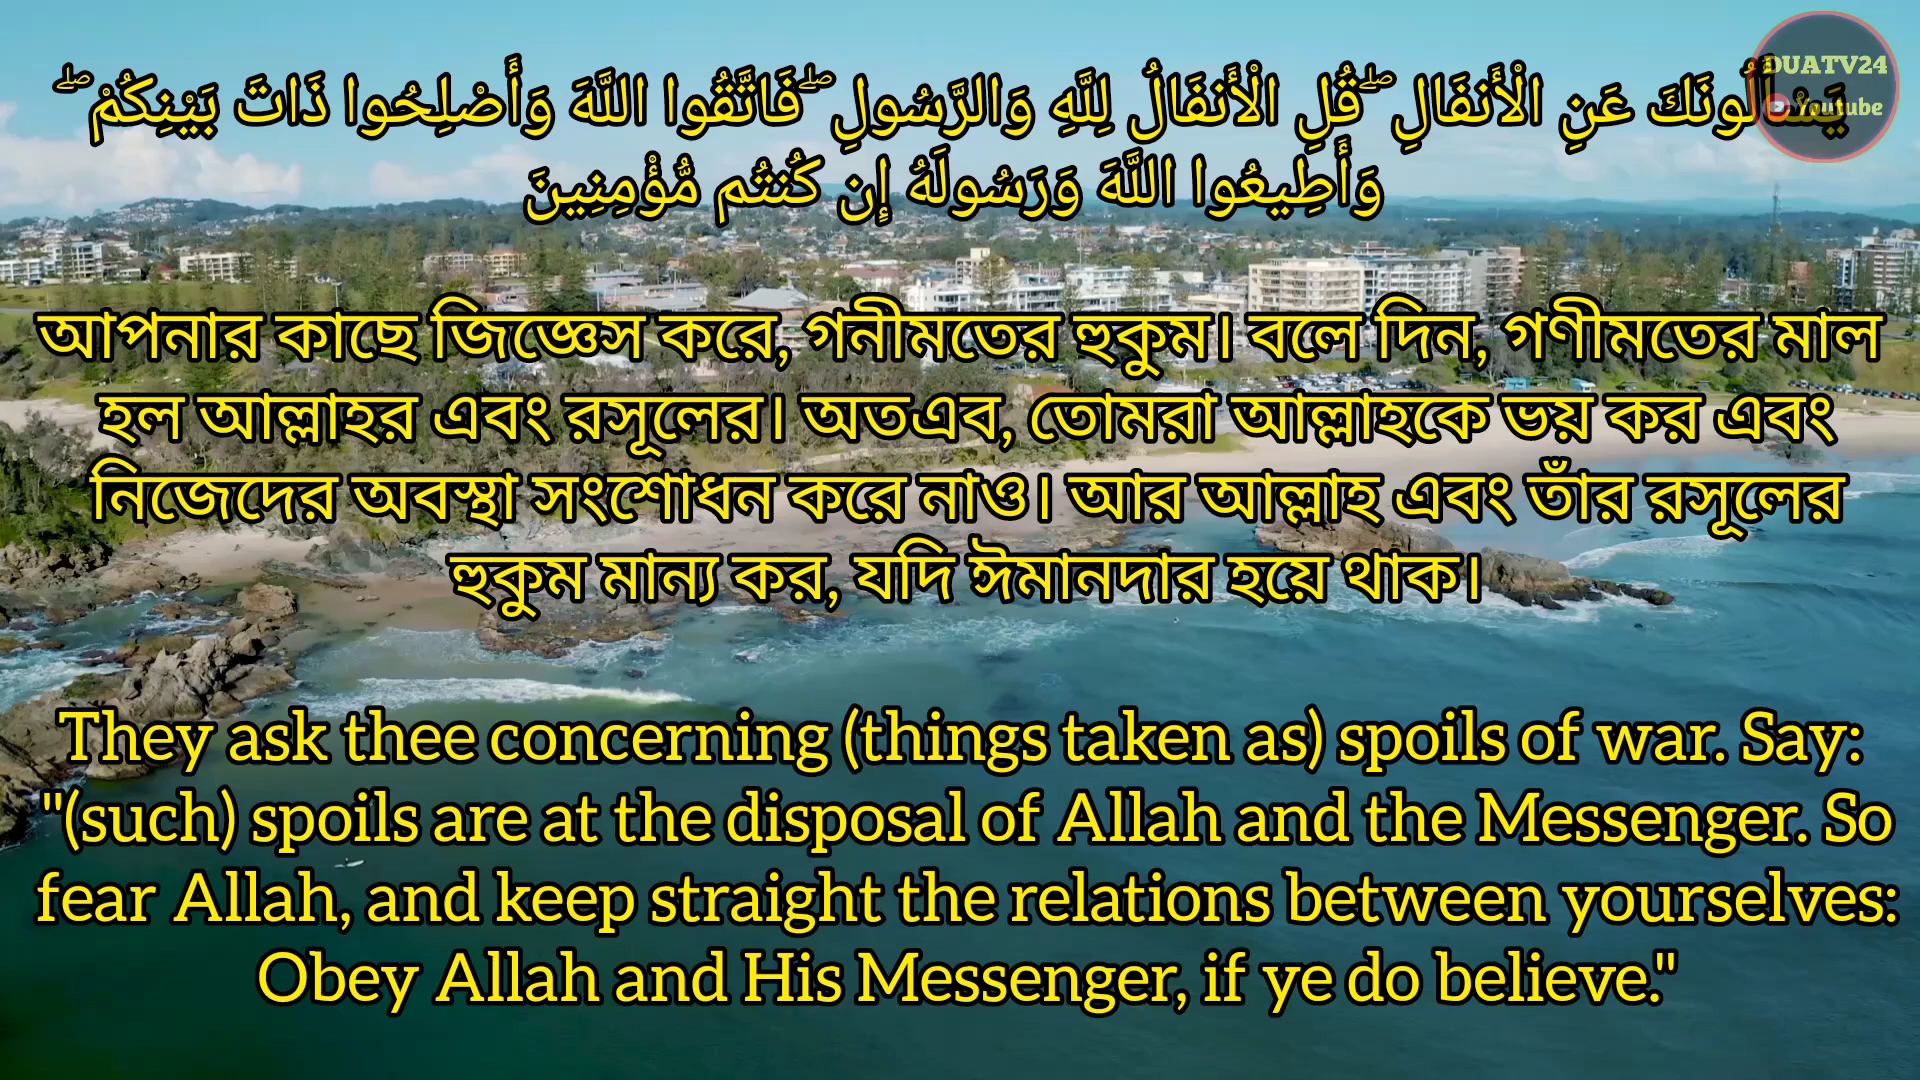 يَسْأَلُونَكَ عَنِ الْأَنفَالِ ۖ قُلِ الْأَنفَالُ لِلَّهِ وَالرَّسُولِ ۖ فَاتَّقُوا اللَّهَ وَأَصْلِحُوا ذَاتَ بَيْنِكُمْ ۖ
وَأَطِيعُوا اللَّهَ وَرَسُولَهُ إِن كُنتُم مُّؤْمِنِينَ
DUATV24
Youtube
আপনার কাছে জিজ্ঞেস করে, গনীমতের হুকুম। বলে দিন, গণীমতের মাল
হল আল্লাহর এবং রসূলের। অতএব, তোমরা আল্লাহকে ভয় কর এবং
নিজেদের অবস্থা সংশোধন করে নাও। আর আল্লাহ এবং তাঁর রসূলের
হুকুম মান্য কর, যদি ঈমানদার হয়ে থাক।
They ask thee concerning (things taken as) spoils of war. Say:
"(such) spoils are at the disposal of Allah and the Messenger. So
fear Allah, and keep straight the relations between yourselves:
Obey Allah and His Messenger, if ye do believe."